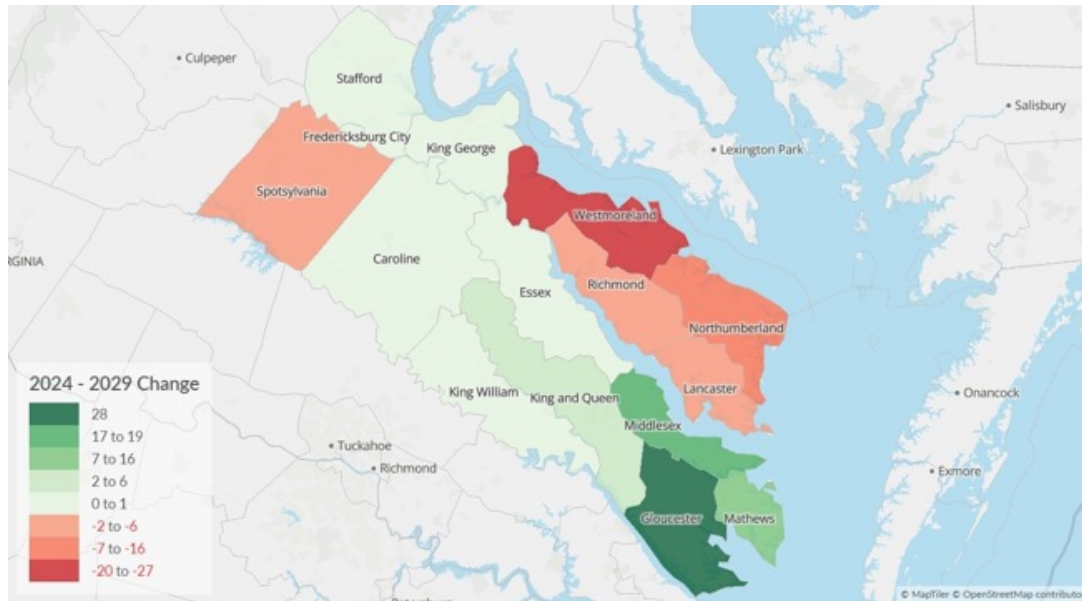 Culpeper
Stafford
Salisbury
Fredericksburg City
King George
Lexington Park
Spotsylvania
Westmoreland
RGINIA
Caroline
Richmond
Essex
Northumberland
2024 - 2029 Change
28
17 to 19
7 to 16
2 to 6
0 to 1
-2 to -6
-7 to -16
-20 to -27
King William
King and Queen
Lancaster
Onancock
Middlesex
Tuckahoe
Richmond
Exmore
Gloucester
Mathews
© MapTiler © OpenStreetMap contributo